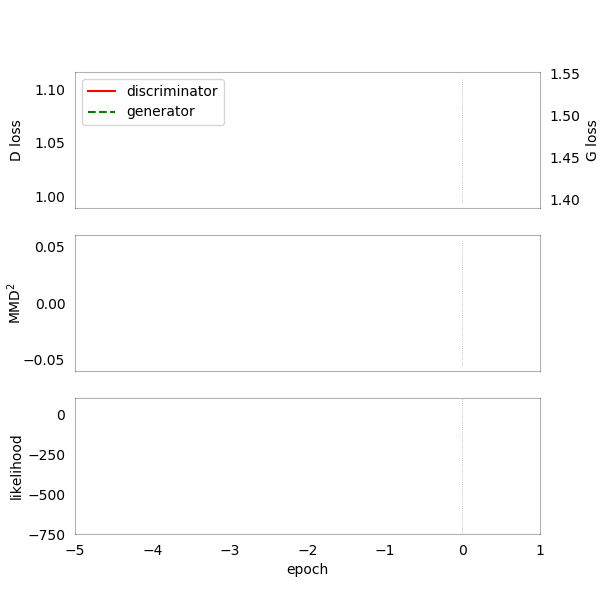 1.10
1.05
1.00
D loss
discriminator
generator
1.55
1.50
1.45
1.40
G loss
0.05
0.00
−0.05
MMD²
0
−250
−500
−750
likelihood
−5 −4 −3 −2 −1 0 1
epoch